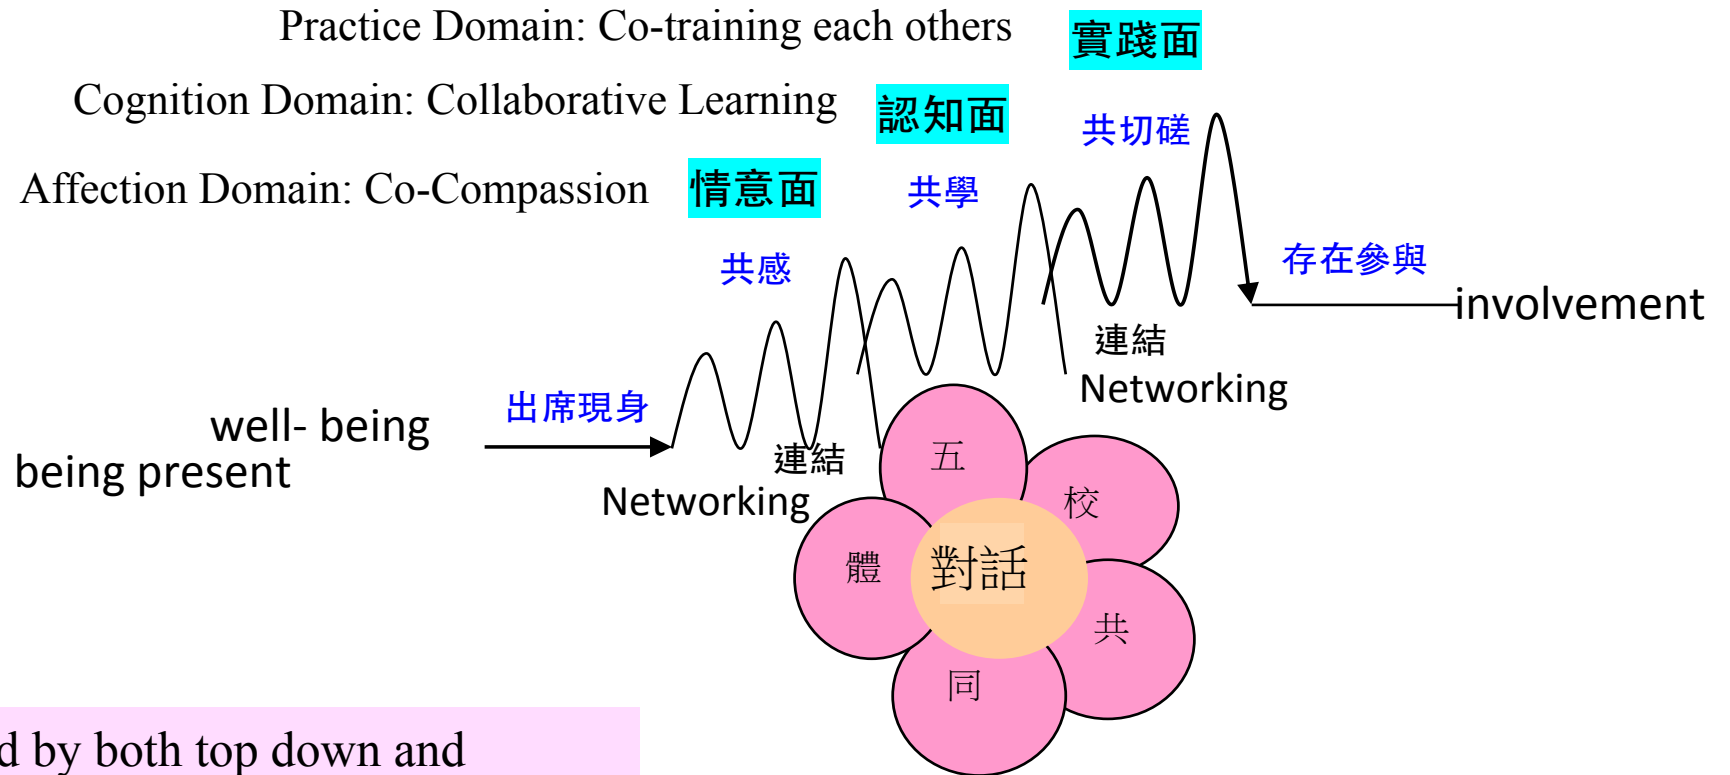 Practice Domain: Co-training each others 實踐面
Cognition Domain: Collaborative Learning 認知面
共切磋
Affection Domain: Co-Compassion 情意面
共學
共感
存在參與
involvement
連結
Networking
出席現身
well- being
being present
連結
Networking
五
校
共
同
體
對話
d by both top down and